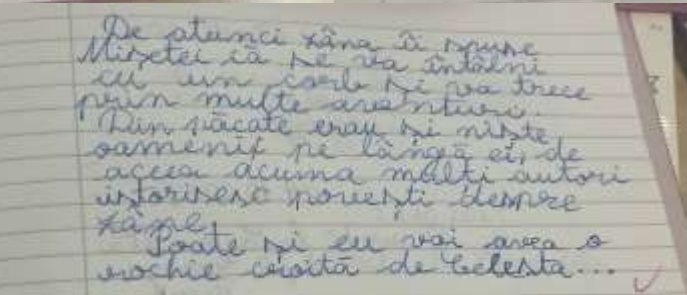 De atunci zâna îi spuse
Miretei că se va întâlni
cu un corb și va trece
prin multe aventuri.
Din păcate erau și niște
oameni pe lângă ei, de
aceea acuma mulți autori
istorisesc povești despre
zâne.
Poate și eu voi avea o
rochie croită de Celesta...